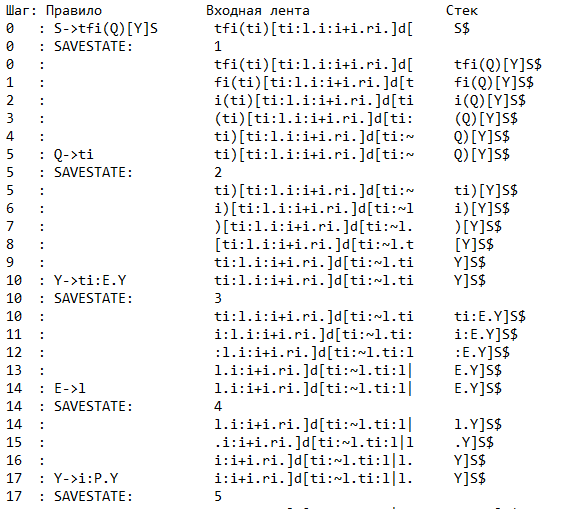 Шаг: Правило Входная лента Стек
0 : S->tfi(Q)[Y]S tfi(ti)[ti:l.i:i+i.ri.]d[ S$
0 : SAVESTATE: 1
0 : tfi(ti)[ti:l.i:i+i.ri.]d[ tfi(Q)[Y]S$
1 : fi(ti)[ti:l.i:i+i.ri.]d[t fi(Q)[Y]S$
2 : i(ti)[ti:l.i:i+i.ri.]d[ti i(Q)[Y]S$
3 : (ti)[ti:l.i:i+i.ri.]d[ti: (Q)[Y]S$
4 : ti)[ti:l.i:i+i.ri.]d[ti:~ Q)[Y]S$
5 : Q->ti ti)[ti:l.i:i+i.ri.]d[ti:~ Q)[Y]S$
5 : SAVESTATE: 2
5 : ti)[ti:l.i:i+i.ri.]d[ti:~ ti)[Y]S$
6 : i)[ti:l.i:i+i.ri.]d[ti:~l i)[Y]S$
7 : )[ti:l.i:i+i.ri.]d[ti:~l. )[Y]S$
8 : [ti:l.i:i+i.ri.]d[ti:~l.t [Y]S$
9 : ti:l.i:i+i.ri.]d[ti:~l.ti Y]S$
10 : Y->ti:E.Y ti:l.i:i+i.ri.]d[ti:~l.ti Y]S$
10 : SAVESTATE: 3
10 : ti:l.i:i+i.ri.]d[ti:~l.ti ti:E.Y]S$
11 : i:l.i:i+i.ri.]d[ti:~l.ti: i:E.Y]S$
12 : :l.i:i+i.ri.]d[ti:~l.ti:l :E.Y]S$
13 : l.i:i+i.ri.]d[ti:~l.ti:l| E.Y]S$
14 : E->l l.i:i+i.ri.]d[ti:~l.ti:l| E.Y]S$
14 : SAVESTATE: 4
14 : l.i:i+i.ri.]d[ti:~l.ti:l| l.Y]S$
15 : .i:i+i.ri.]d[ti:~l.ti:l|l .Y]S$
16 : i:i+i.ri.]d[ti:~l.ti:l|l. Y]S$
17 : Y->i:P.Y i:i+i.ri.]d[ti:~l.ti:l|l. Y]S$
17 : SAVESTATE: 5